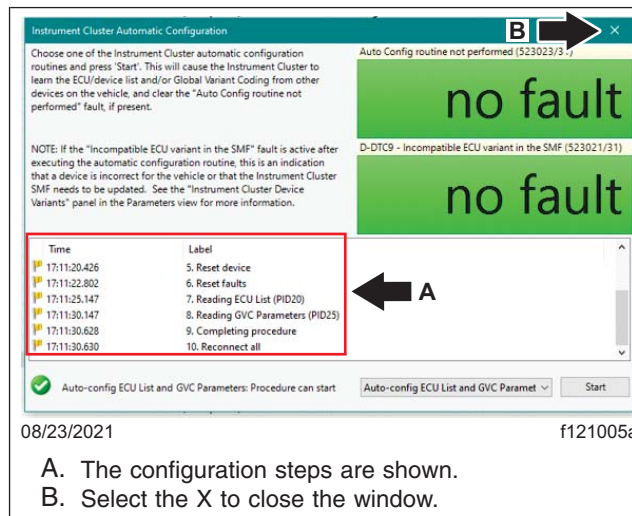 B
Instrument Cluster Automatic Configuration
Choose one of the Instrument Cluster automatic configuration
routines and press 'Start'. This will cause the Instrument Cluster to
learn the ECU/device list and/or Global Variant Coding from other
devices on the vehicle, and clear the "Auto Config routine not
performed" fault, if present.
NOTE: If the "Incompatible ECU variant in the SMF" fault is active after
executing the automatic configuration routine, this is an indication
that a device is incorrect for the vehicle or that the Instrument Cluster
SMF needs to be updated. See the "Instrument Cluster Device
Variants" panel in the Parameters view for more information.
Auto Config routine not performed
no fault
D-DTC9 - Incompatible ECU variant in the SMF (523021/31)
no fault
Time Label
17:11:20.426 5. Reset device
17:11:22.802 6. Reset faults
17:11:25.147 7. Reading ECU List (PID20)
17:11:30.147 8. Reading GVC Parameters (PID25)
17:11:30.628 9. Completing procedure
17:11:30.630 10. Reconnect all
A
Auto-config ECU List and GVC Parameters: Procedure can start
Auto-config ECU List and GVC Paramet
Start
08/23/2021 f121005a
A. The configuration steps are shown.
B. Select the X to close the window.